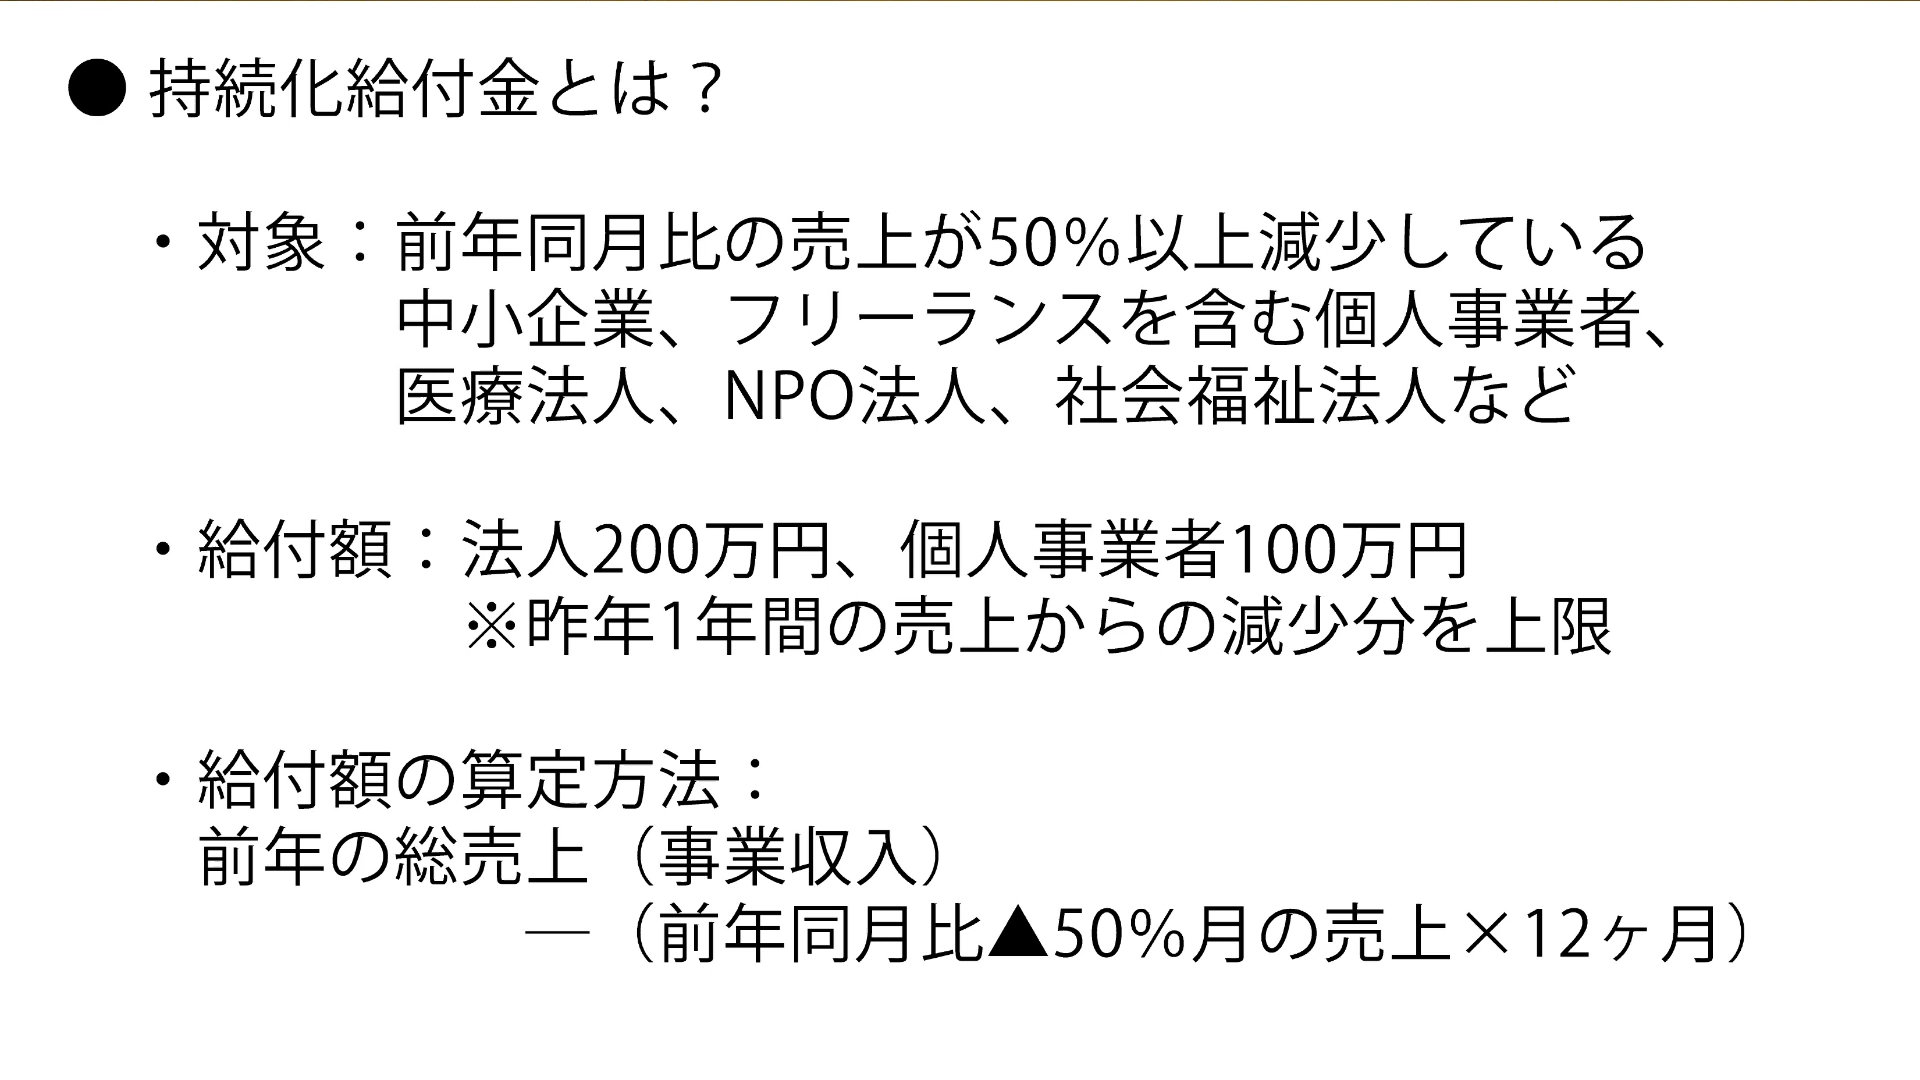 ● 持続化給付金とは？
・対象：前年同月比の売上が50％以上減少している
中小企業、フリーランスを含む個人事業者、
医療法人、NPO法人、社会福祉法人など
・給付額：法人200万円、個人事業者100万円
※昨年1年間の売上からの減少分を上限
・給付額の算定方法：
前年の総売上（事業収入）
―（前年同月比▲50％月の売上×12ヶ月）